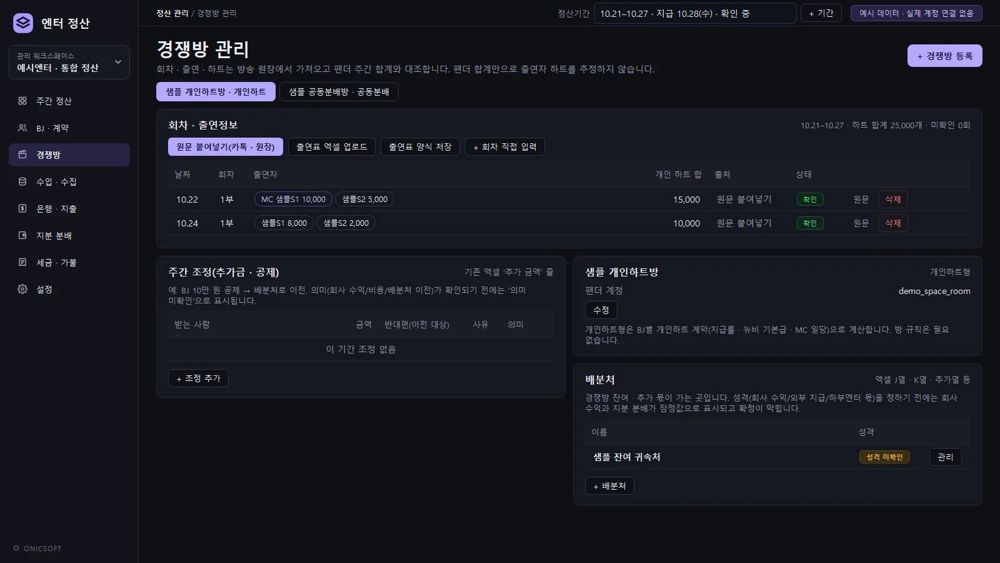 엔터 정산
정산 관리 / 경쟁방 관리
정산기간
10.21–10.27 · 지급 10.28(수) · 확인 중
+ 기간
예시 데이터 · 실제 계정 연결 없음
관리 워크스페이스
예시엔터 · 통합 정산
주간 정산
BJ · 계약
경쟁방
수입 · 수집
은행 · 지출
지분 분배
세금 · 가불
설정
ONICSOFT
경쟁방 관리
회차 · 출연 · 하트는 방송 원장에서 가져오고 팬더 주간 합계와 대조합니다. 팬더 합계만으로 출연자 하트를 추정하지 않습니다.
+ 경쟁방 등록
샘플 개인하트방 · 개인하트
샘플 공동분배방 · 공동분배
회차 · 출연정보
10.21–10.27 · 하트 합계 25,000개 · 미확인 0회
원문 붙여넣기(카톡 · 원장)
출연표 엑셀 업로드
출연표 양식 저장
+ 회차 직접 입력
날짜 회차 출연자 개인 하트 합 출처 상태
10.22 1부 MC 샘플S1 10,000 샘플S2 5,000 15,000 원문 붙여넣기 확인 원문 삭제
10.24 1부 샘플S1 8,000 샘플S2 2,000 10,000 원문 붙여넣기 확인 원문 삭제
주간 조정(추가금 · 공제)
기존 엑셀 '추가 금액' 줄
예: BJ 10만 원 공제 → 배분처로 이전. 의미(회사 수익/비용/배분처 이전)가 확인되기 전에는 '의미
미확인'으로 표시됩니다.
받는 사람 금액 반대편(이전 대상) 사유 의미
이 기간 조정 없음
+ 조정 추가
샘플 개인하트방
개인하트형
팬더 계정
demo_space_room
수정
개인하트형은 BJ별 개인하트 계약(지급률 · 뉴비 기본급 · MC 일당)으로 계산합니다. 방 규칙은 필요
없습니다.
배분처
엑셀 J열 · K열 · 추가열 등
경쟁방 잔여 · 추가 몫이 가는 곳입니다. 성격(회사 수익/외부 지급/하부엔터 몫)을 정하기 전에는 회사
수익과 지분 분배가 잠정값으로 표시되고 확정이 막힙니다.
이름 성격
샘플 잔여 귀속처 성격 미확인 관리
+ 배분처